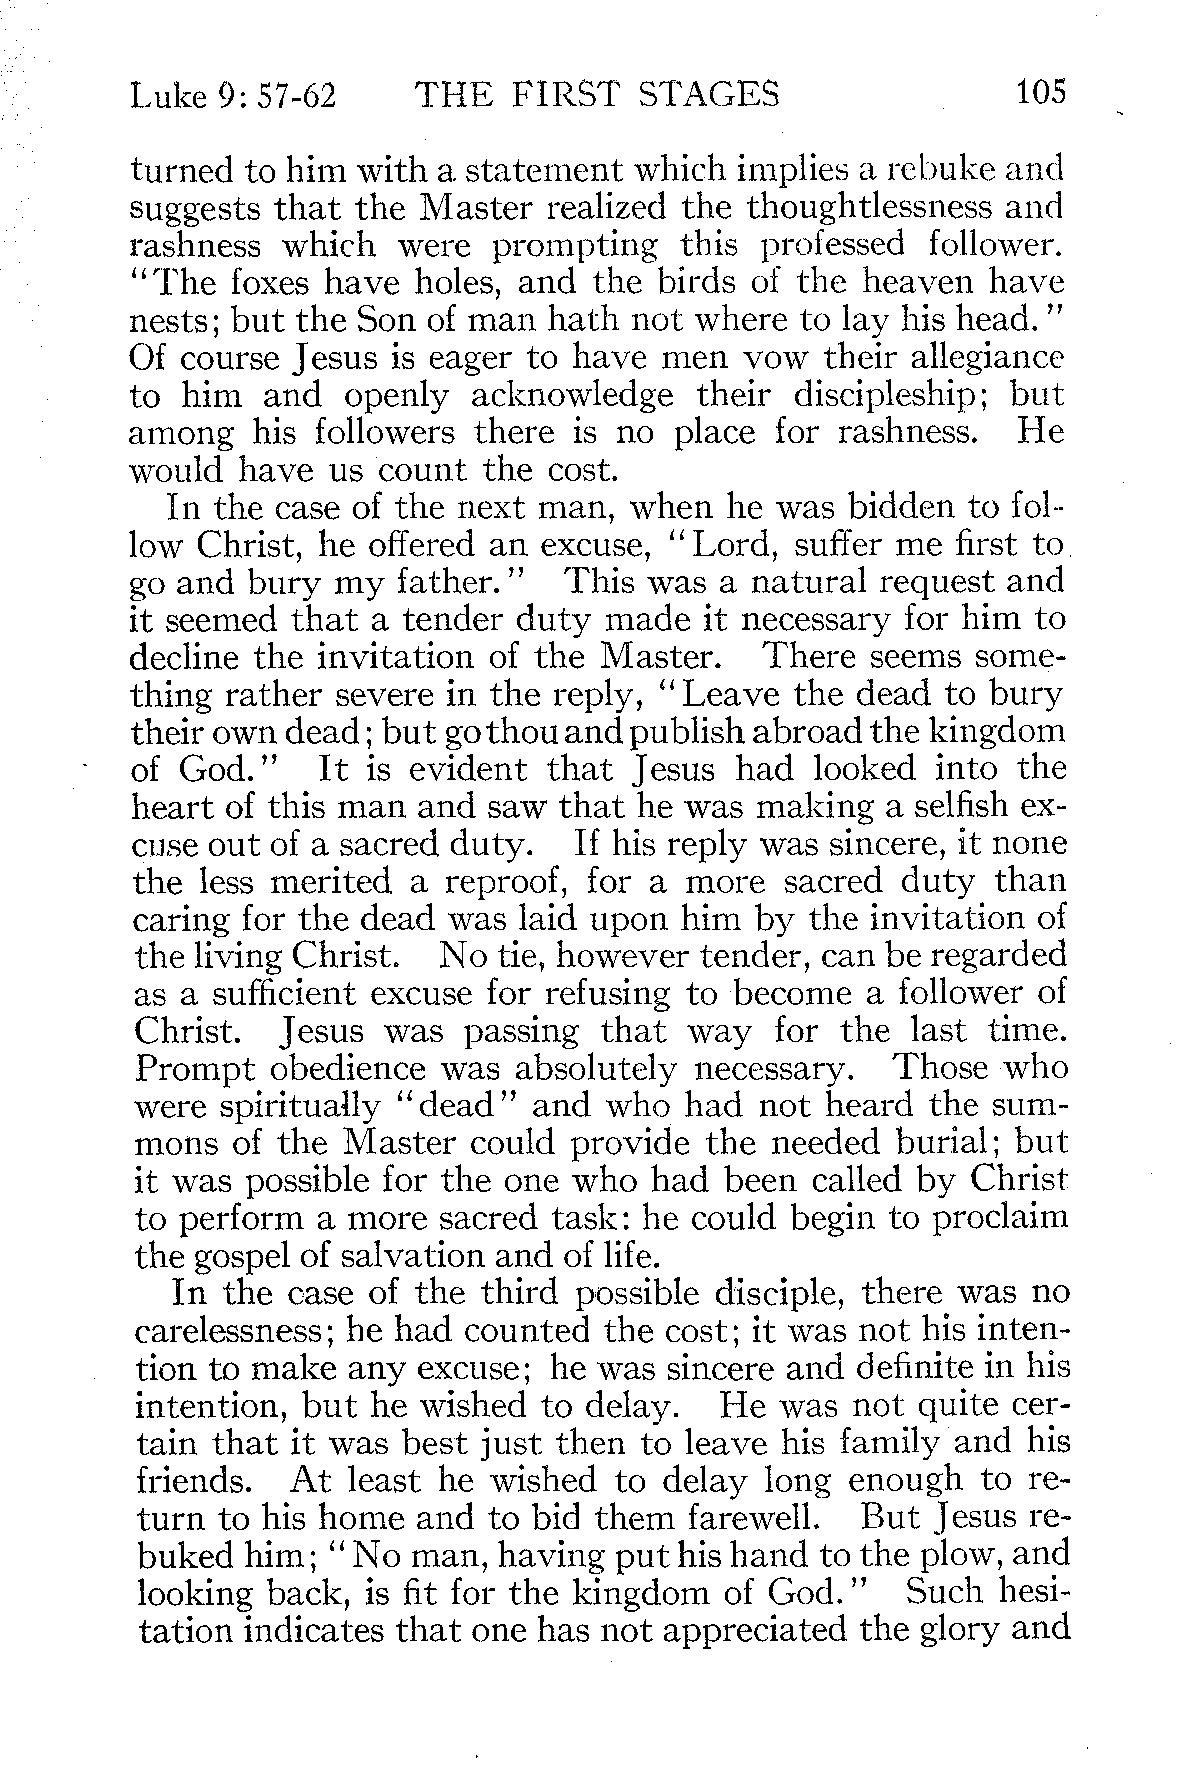 Luke 9: 57-62 THE FIRST STAGES 105
turned to him with a statement which implies a rebuke and
suggests that the Master realized the thoughtlessness and
rashness which were prompting this professed follower.
"The foxes have holes, and the birds of the heaven have
nests; but the Son of man hath not where to lay his head."
Of course Jesus is eager to have men vow their allegiance
to him and openly acknowledge their discipleship; but
among his followers there is no place for rashness. He
would have us count the cost.
In the case of the next man, when he was bidden to fol-
low Christ, he offered an excuse, "Lord, suffer me first to
go and bury my father." This was a natural request and
it seemed that a tender duty made it necessary for him to
decline the invitation of the Master. There seems some-
thing rather severe in the reply, "Leave the dead to bury
their own dead; but go thou and publish abroad the kingdom
of God." It is evident that Jesus had looked into the
heart of this man and saw that he was making a selfish ex-
cuse out of a sacred duty. If his reply was sincere, it none
the less merited a reproof, for a more sacred duty than
caring for the dead was laid upon him by the invitation of
the living Christ. No tie, however tender, can be regarded
as a sufficient excuse for refusing to become a follower of
Christ. Jesus was passing that way for the last time.
Prompt obedience was absolutely necessary. Those who
were spiritually "dead" and who had not heard the sum-
mons of the Master could provide the needed burial; but
it was possible for the one who had been called by Christ
to perform a more sacred task: he could begin to proclaim
the gospel of salvation and of life.
In the case of the third possible disciple, there was no
carelessness; he had counted the cost; it was not his inten-
tion to make any excuse; he was sincere and definite in his
intention, but he wished to delay. He was not quite cer-
tain that it was best just then to leave his family and his
friends. At least he wished to delay long enough to re-
turn to his home and to bid them farewell. But Jesus re-
buked him; "No man, having put his hand to the plow, and
looking back, is fit for the kingdom of God." Such hesi-
tation indicates that one has not appreciated the glory and